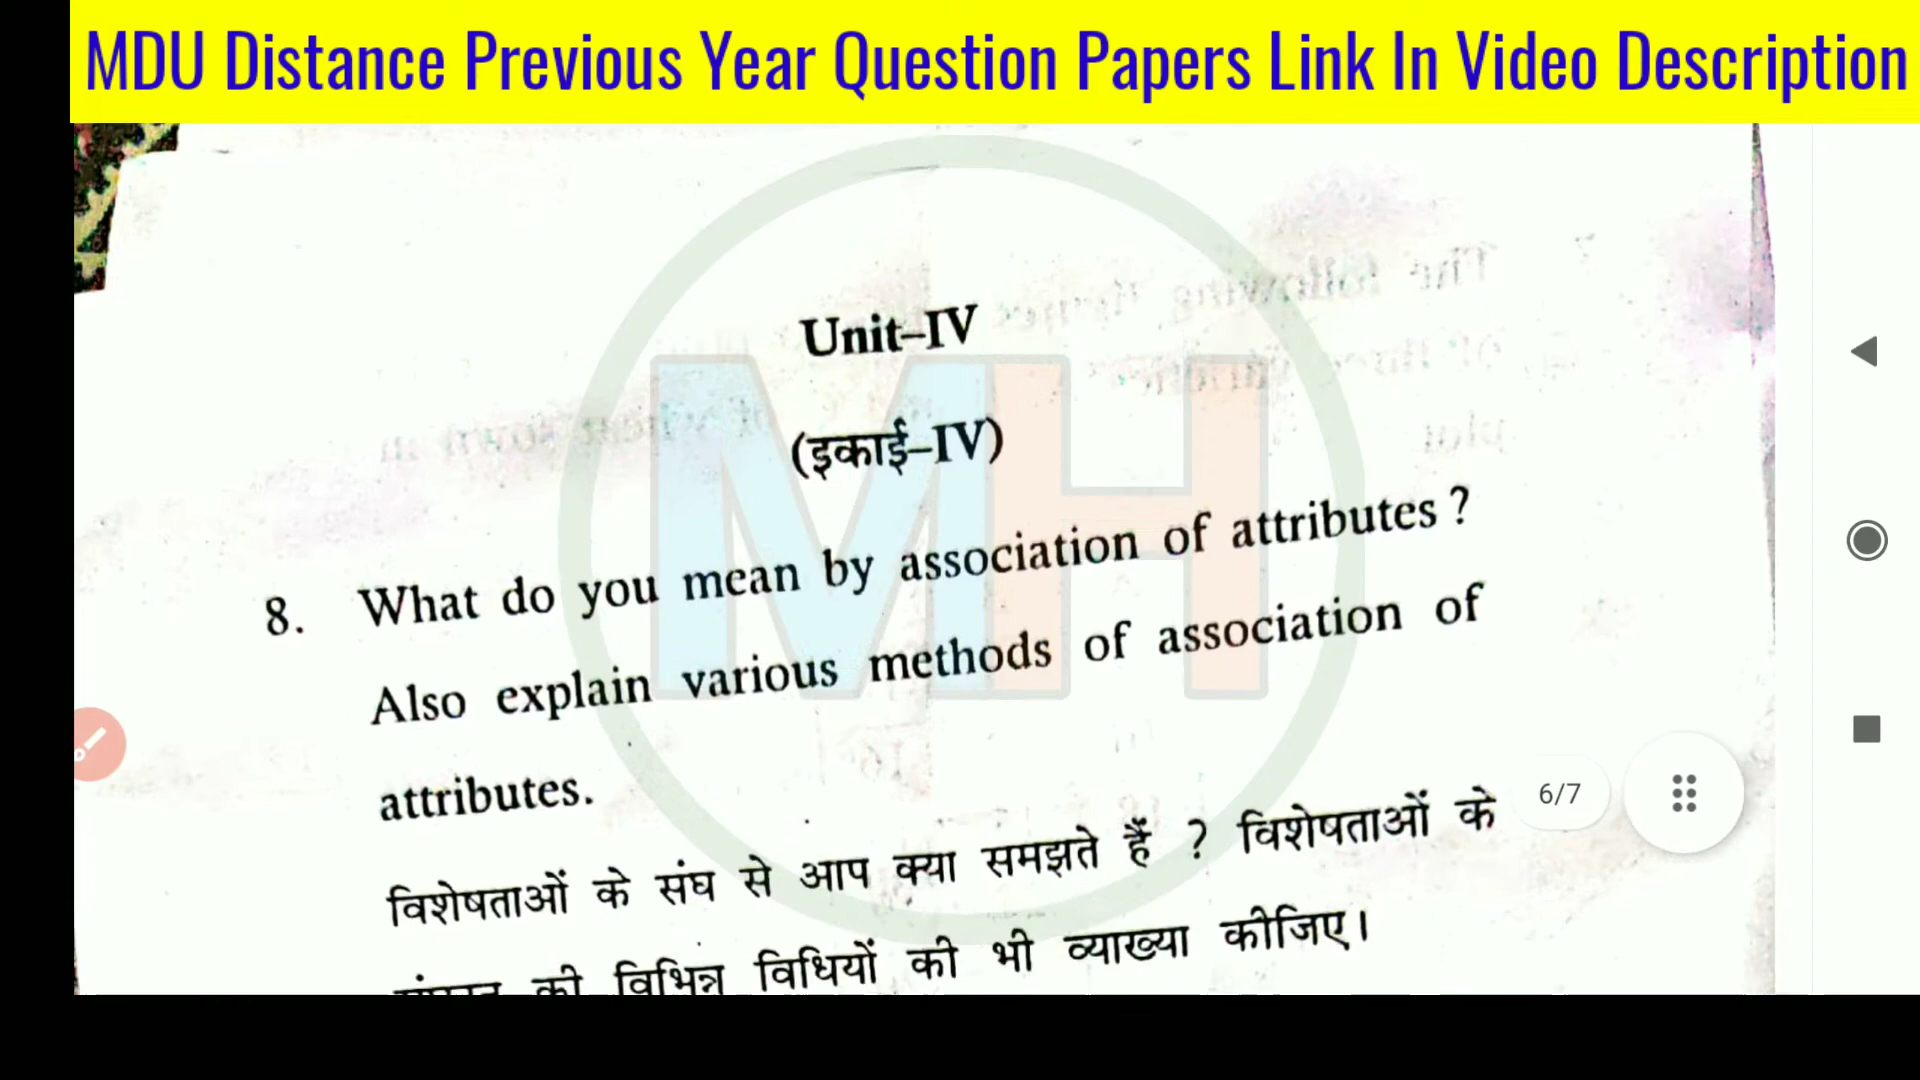 MDU Distance Previous Year Question Papers Link In Video Description
Unit–IV
(इकाई–IV)
8. What do you mean by association of attributes ?
Also explain various methods of association of
attributes.
विशेषताओं के संघ से आप क्या समझते हैं ? विशेषताओं के
की विभिन्न विधियों की भी व्याख्या कीजिए।
6/7
MH